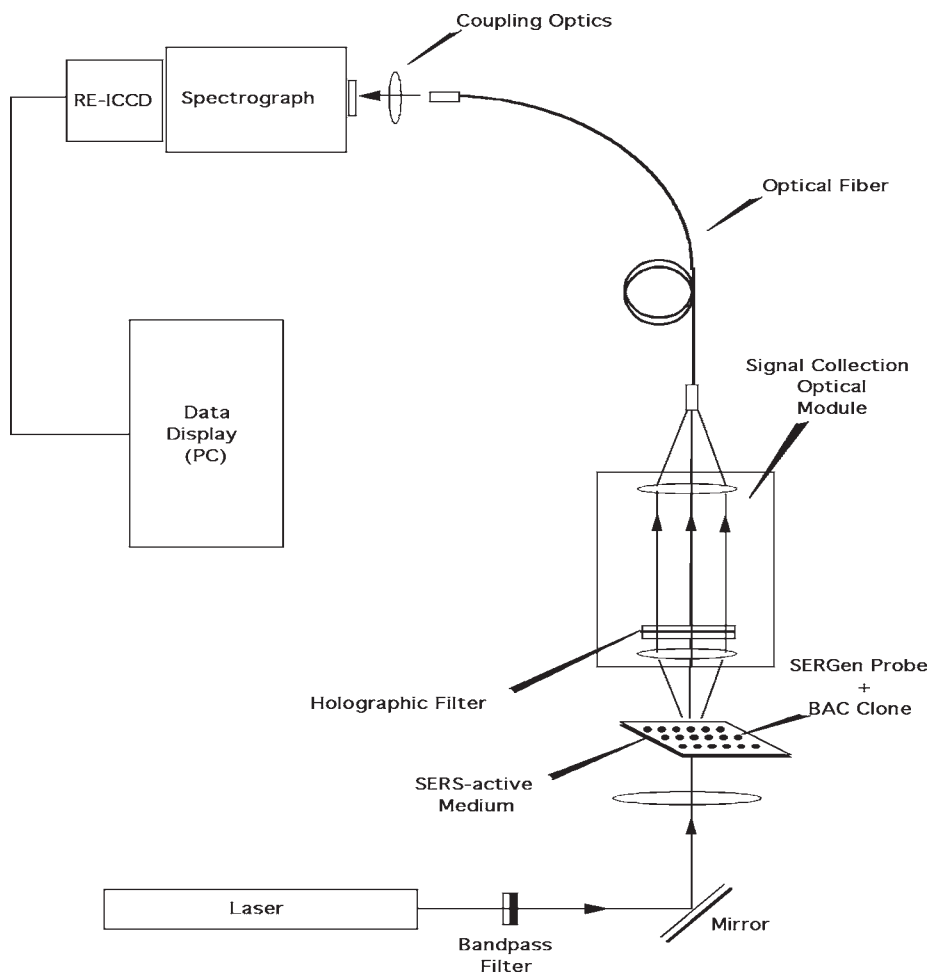 Coupling Optics
RE-ICCD
Spectrograph
Optical Fiber
Signal Collection
Optical
Module
Data
Display
(PC)
SERGen Probe
+
BAC Clone
Holographic Filter
SERS-active
Medium
Laser
Mirror
Bandpass
Filter